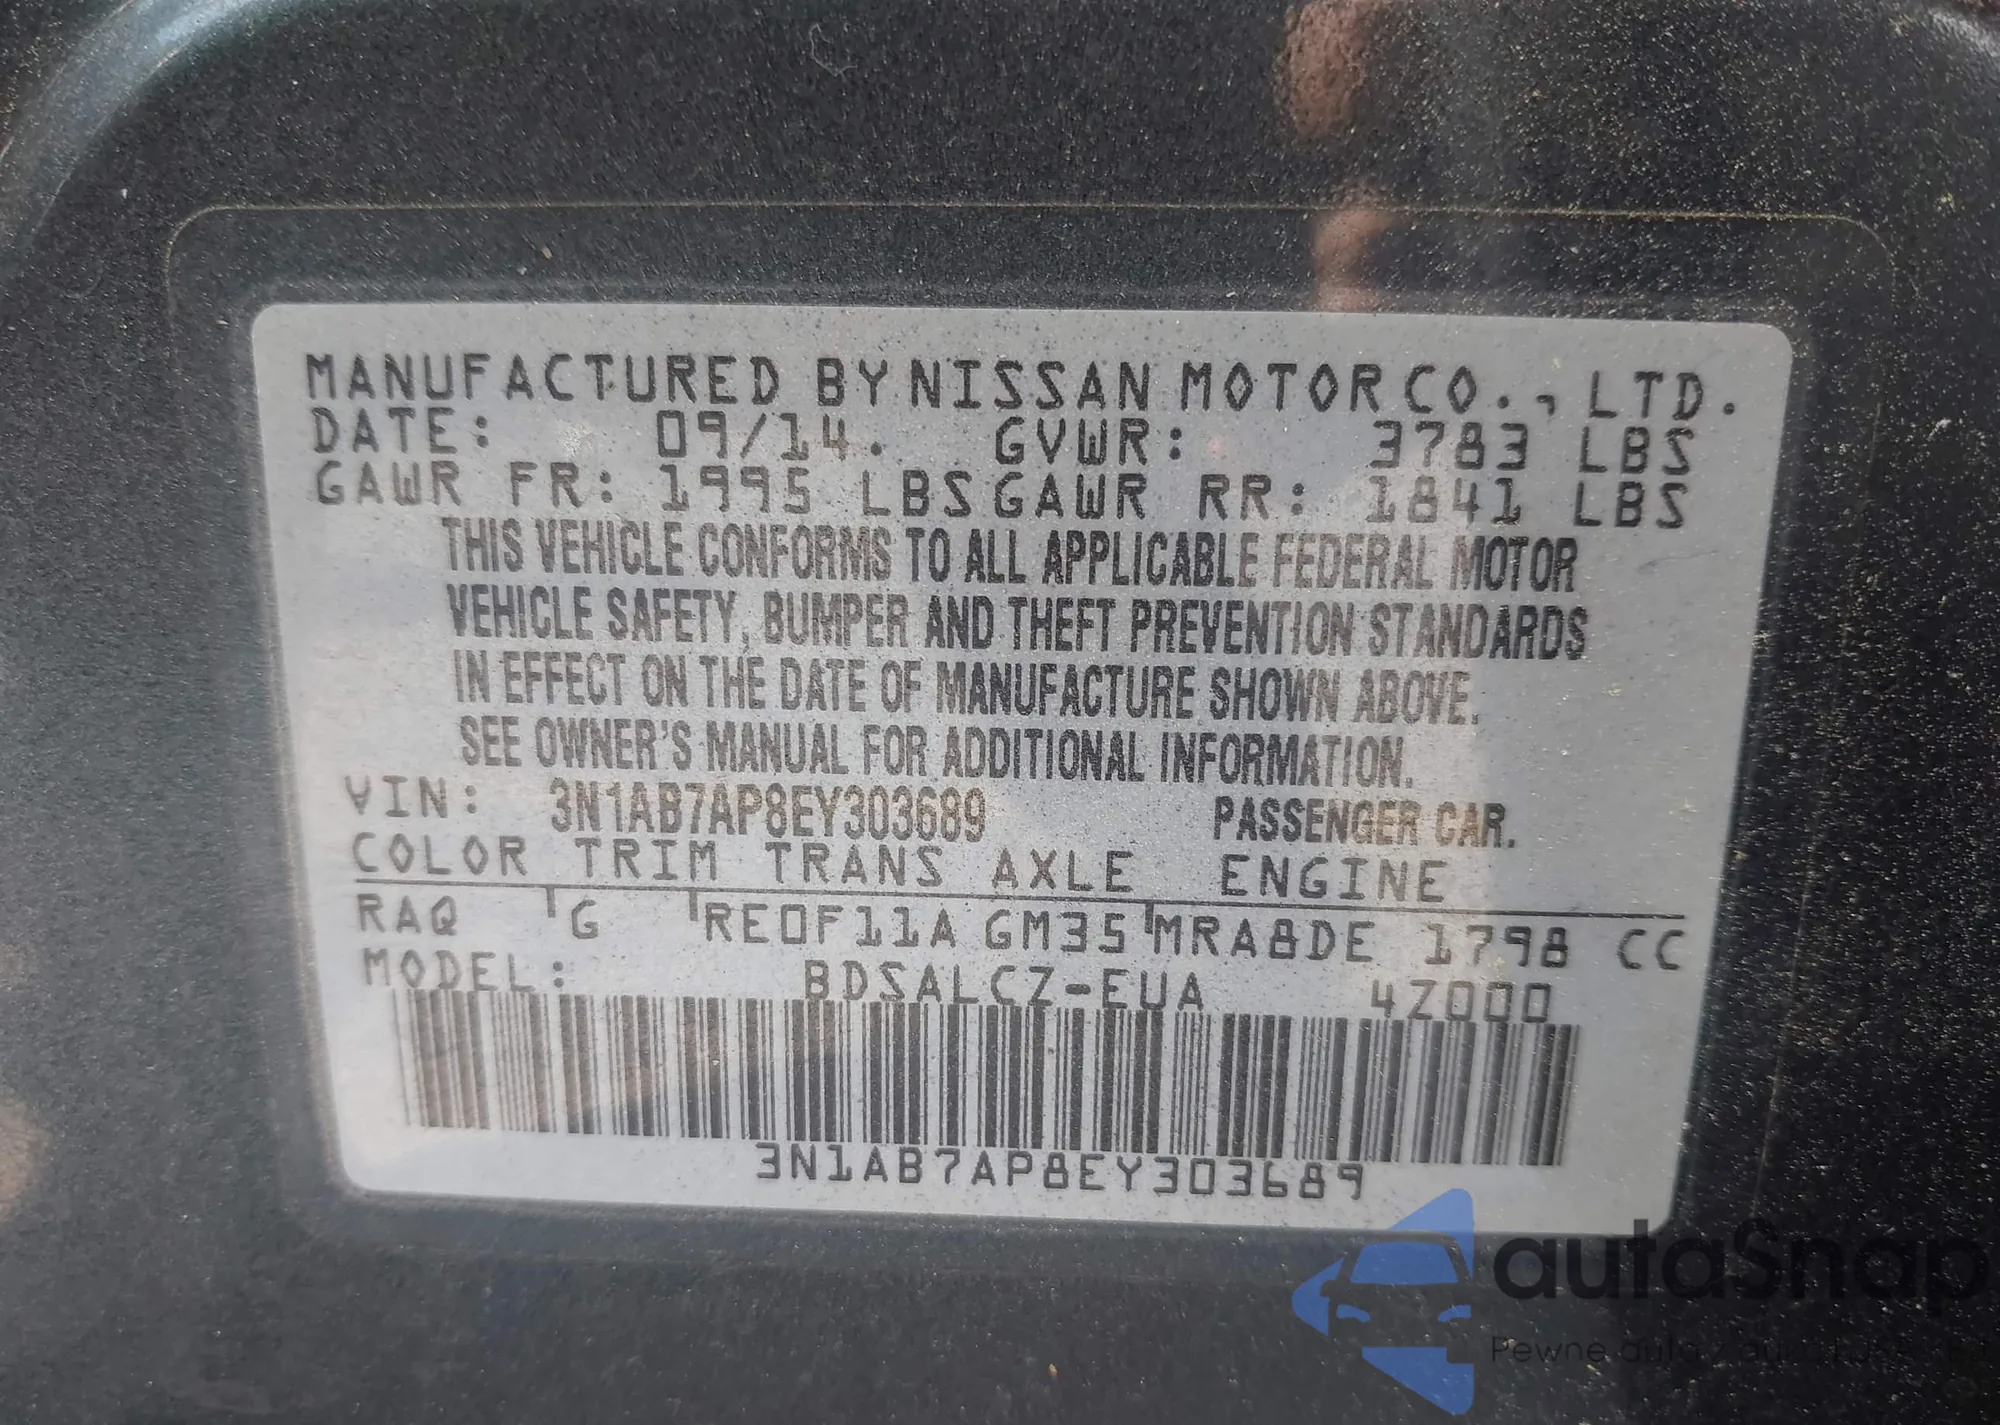 MANUFACTURED BY NISSAN MOTOR CO., LTD.
DATE: 09/14. GVWR: 3783 LBS
GAWR FR: 1995 LBS GAWR RR: 1841 LBS
THIS VEHICLE CONFORMS TO ALL APPLICABLE FEDERAL MOTOR
VEHICLE SAFETY, BUMPER AND THEFT PREVENTION STANDARDS
IN EFFECT ON THE DATE OF MANUFACTURE SHOWN ABOVE.
SEE OWNER'S MANUAL FOR ADDITIONAL INFORMATION.
VIN: 3N1AB7AP8EY303689 PASSENGER CAR.
COLOR TRIM TRANS AXLE ENGINE
RAQ G RE0F11A GM35 MRA8DE 1798 CC
MODEL: BDSALCZ-EUA 4Z000
3N1AB7AP8EY303689
autaSnap
Pewne auta z